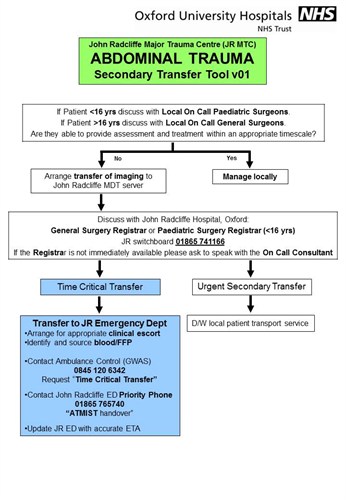 Oxford University Hospitals NHS
NHS Trust
John Radcliffe Major Trauma Centre (JR MTC)
ABDOMINAL TRAUMA
Secondary Transfer Tool v01
If Patient <16 yrs discuss with Local On Call Paediatric Surgeons.
If Patient >16 yrs discuss with Local On Call General Surgeons.
Are they able to provide assessment and treatment within an appropriate timescale?
No
Yes
Arrange transfer of imaging to
John Radcliffe MDT server
Manage locally
Discuss with John Radcliffe Hospital, Oxford:
General Surgery Registrar or Paediatric Surgery Registrar (<16 yrs)
JR switchboard 01865 741166
If the Registrar is not immediately available please ask to speak with the On Call Consultant
Time Critical Transfer
Urgent Secondary Transfer
Transfer to JR Emergency Dept
•Arrange for appropriate clinical escort
•Identify and source blood/FFP
•Contact Ambulance Control (GWAS)
0845 120 6342
Request "Time Critical Transfer"
•Contact John Radcliffe ED Priority Phone
01865 765740
"ATMIST handover"
•Update JR ED with accurate ETA
D/W local patient transport service